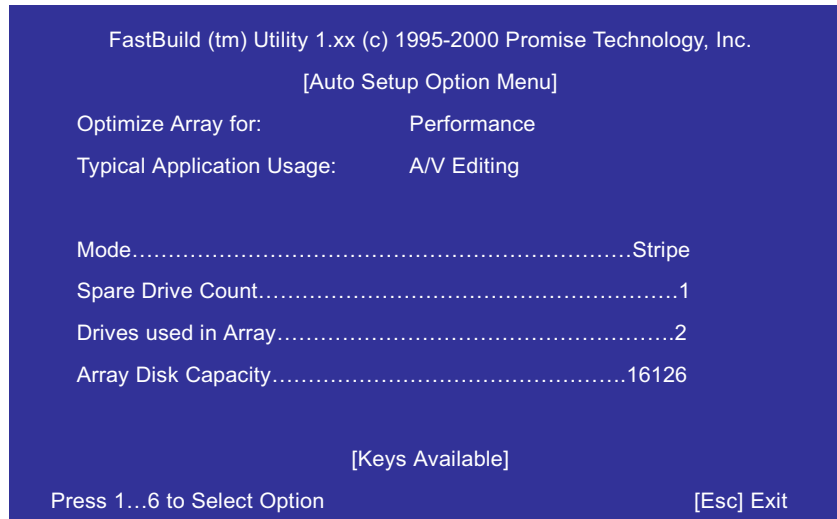 FastBuild (tm) Utility 1.xx (c) 1995-2000 Promise Technology, Inc.
[Auto Setup Option Menu]
Optimize Array for: Performance
Typical Application Usage: A/V Editing
Mode……………………………………………………………Stripe
Spare Drive Count………………………………………………….1
Drives used in Array……………………………………………….2
Array Disk Capacity………………………………………….16126
[Keys Available]
Press 1…6 to Select Option [Esc] Exit